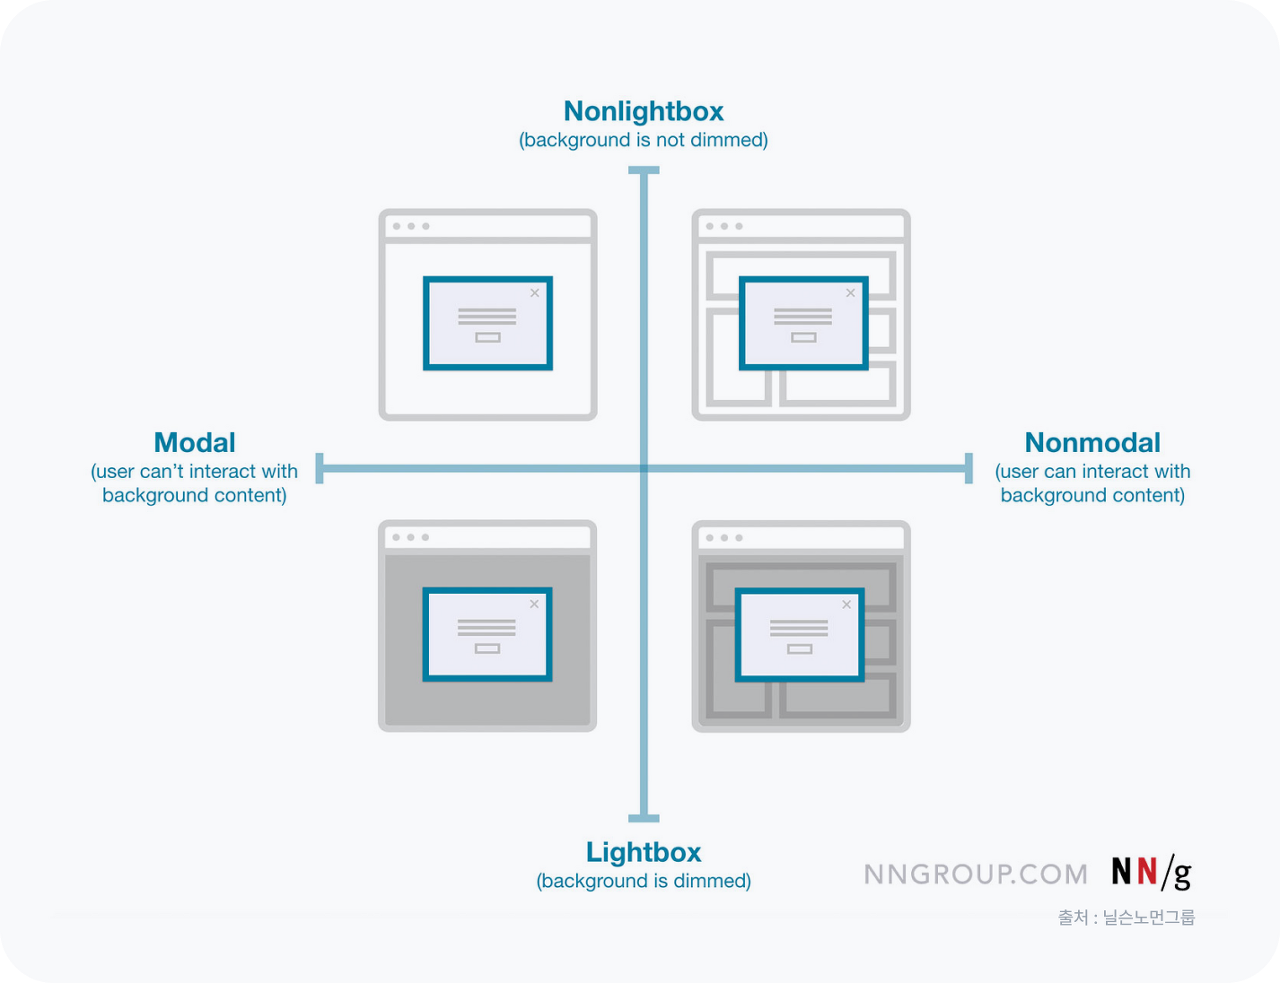 Nonlightbox
(background is not dimmed)
Modal
(user can’t interact with
background content)
Nonmodal
(user can interact with
background content)
Lightbox
(background is dimmed)
NNGROUP.COM NN/g
출처 : 닐슨노먼그룹